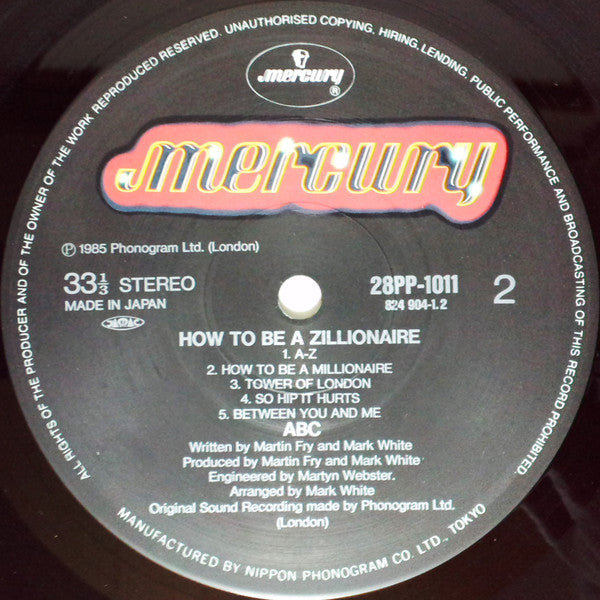 ALL RIGHTS OF THE PRODUCER AND OF THE OWNER OF THE WORK REPRODUCED RESERVED. UNAUTHORISED COPYING, HIRING, LENDING, PUBLIC PERFORMANCE AND BROADCASTING OF THIS RECORD PROHIBITED.
mercury
®
mercury
℗ 1985 Phonogram Ltd. (London)
33 1/3 STEREO
MADE IN JAPAN
28PP-1011
824 904-1. 2
2
HOW TO BE A ZILLIONAIRE
1. A-Z
2. HOW TO BE A MILLIONAIRE
3. TOWER OF LONDON
4. SO HIP IT HURTS
5. BETWEEN YOU AND ME
ABC
Written by Martin Fry and Mark White
Produced by Martin Fry and Mark White
Engineered by Martyn Webster.
Arranged by Mark White
Original Sound Recording made by Phonogram Ltd.
(London)
MANUFACTURED BY NIPPON PHONOGRAM CO. LTD., TOKYO